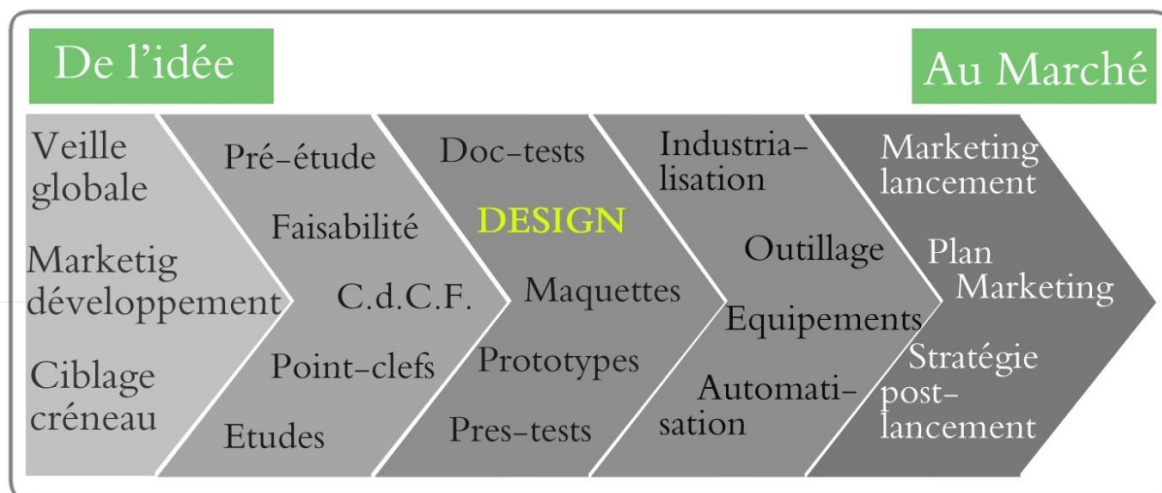 De l'idée
Au Marché
Veille
globale
Marketig
développement
Ciblage
créneau
Pré-étude
Faisabilité
C.d.C.F.
Point-clefs
Etudes
Doc-tests
DESIGN
Maquettes
Prototypes
Pres-tests
Industria-
lisation
Outillage
Equipements
Automati-
sation
Marketing
lancement
Plan
Marketing
Stratégie
post-
lancement